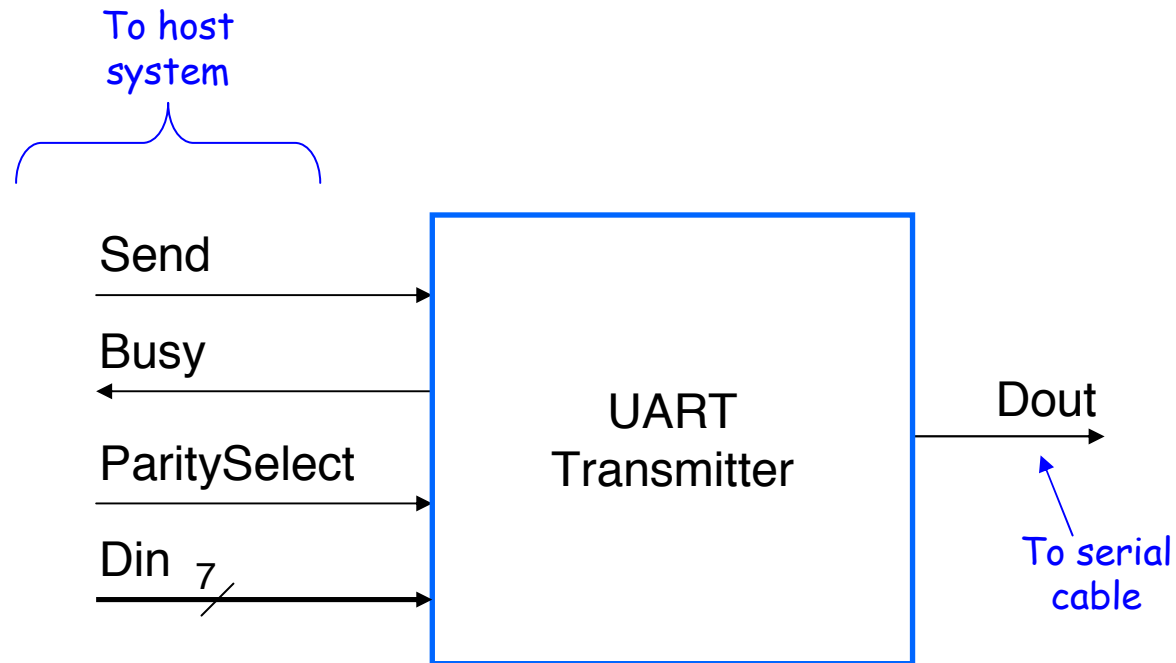 To host
system
Send
Busy
ParitySelect
Din 7
UART
Transmitter
Dout
To serial
cable